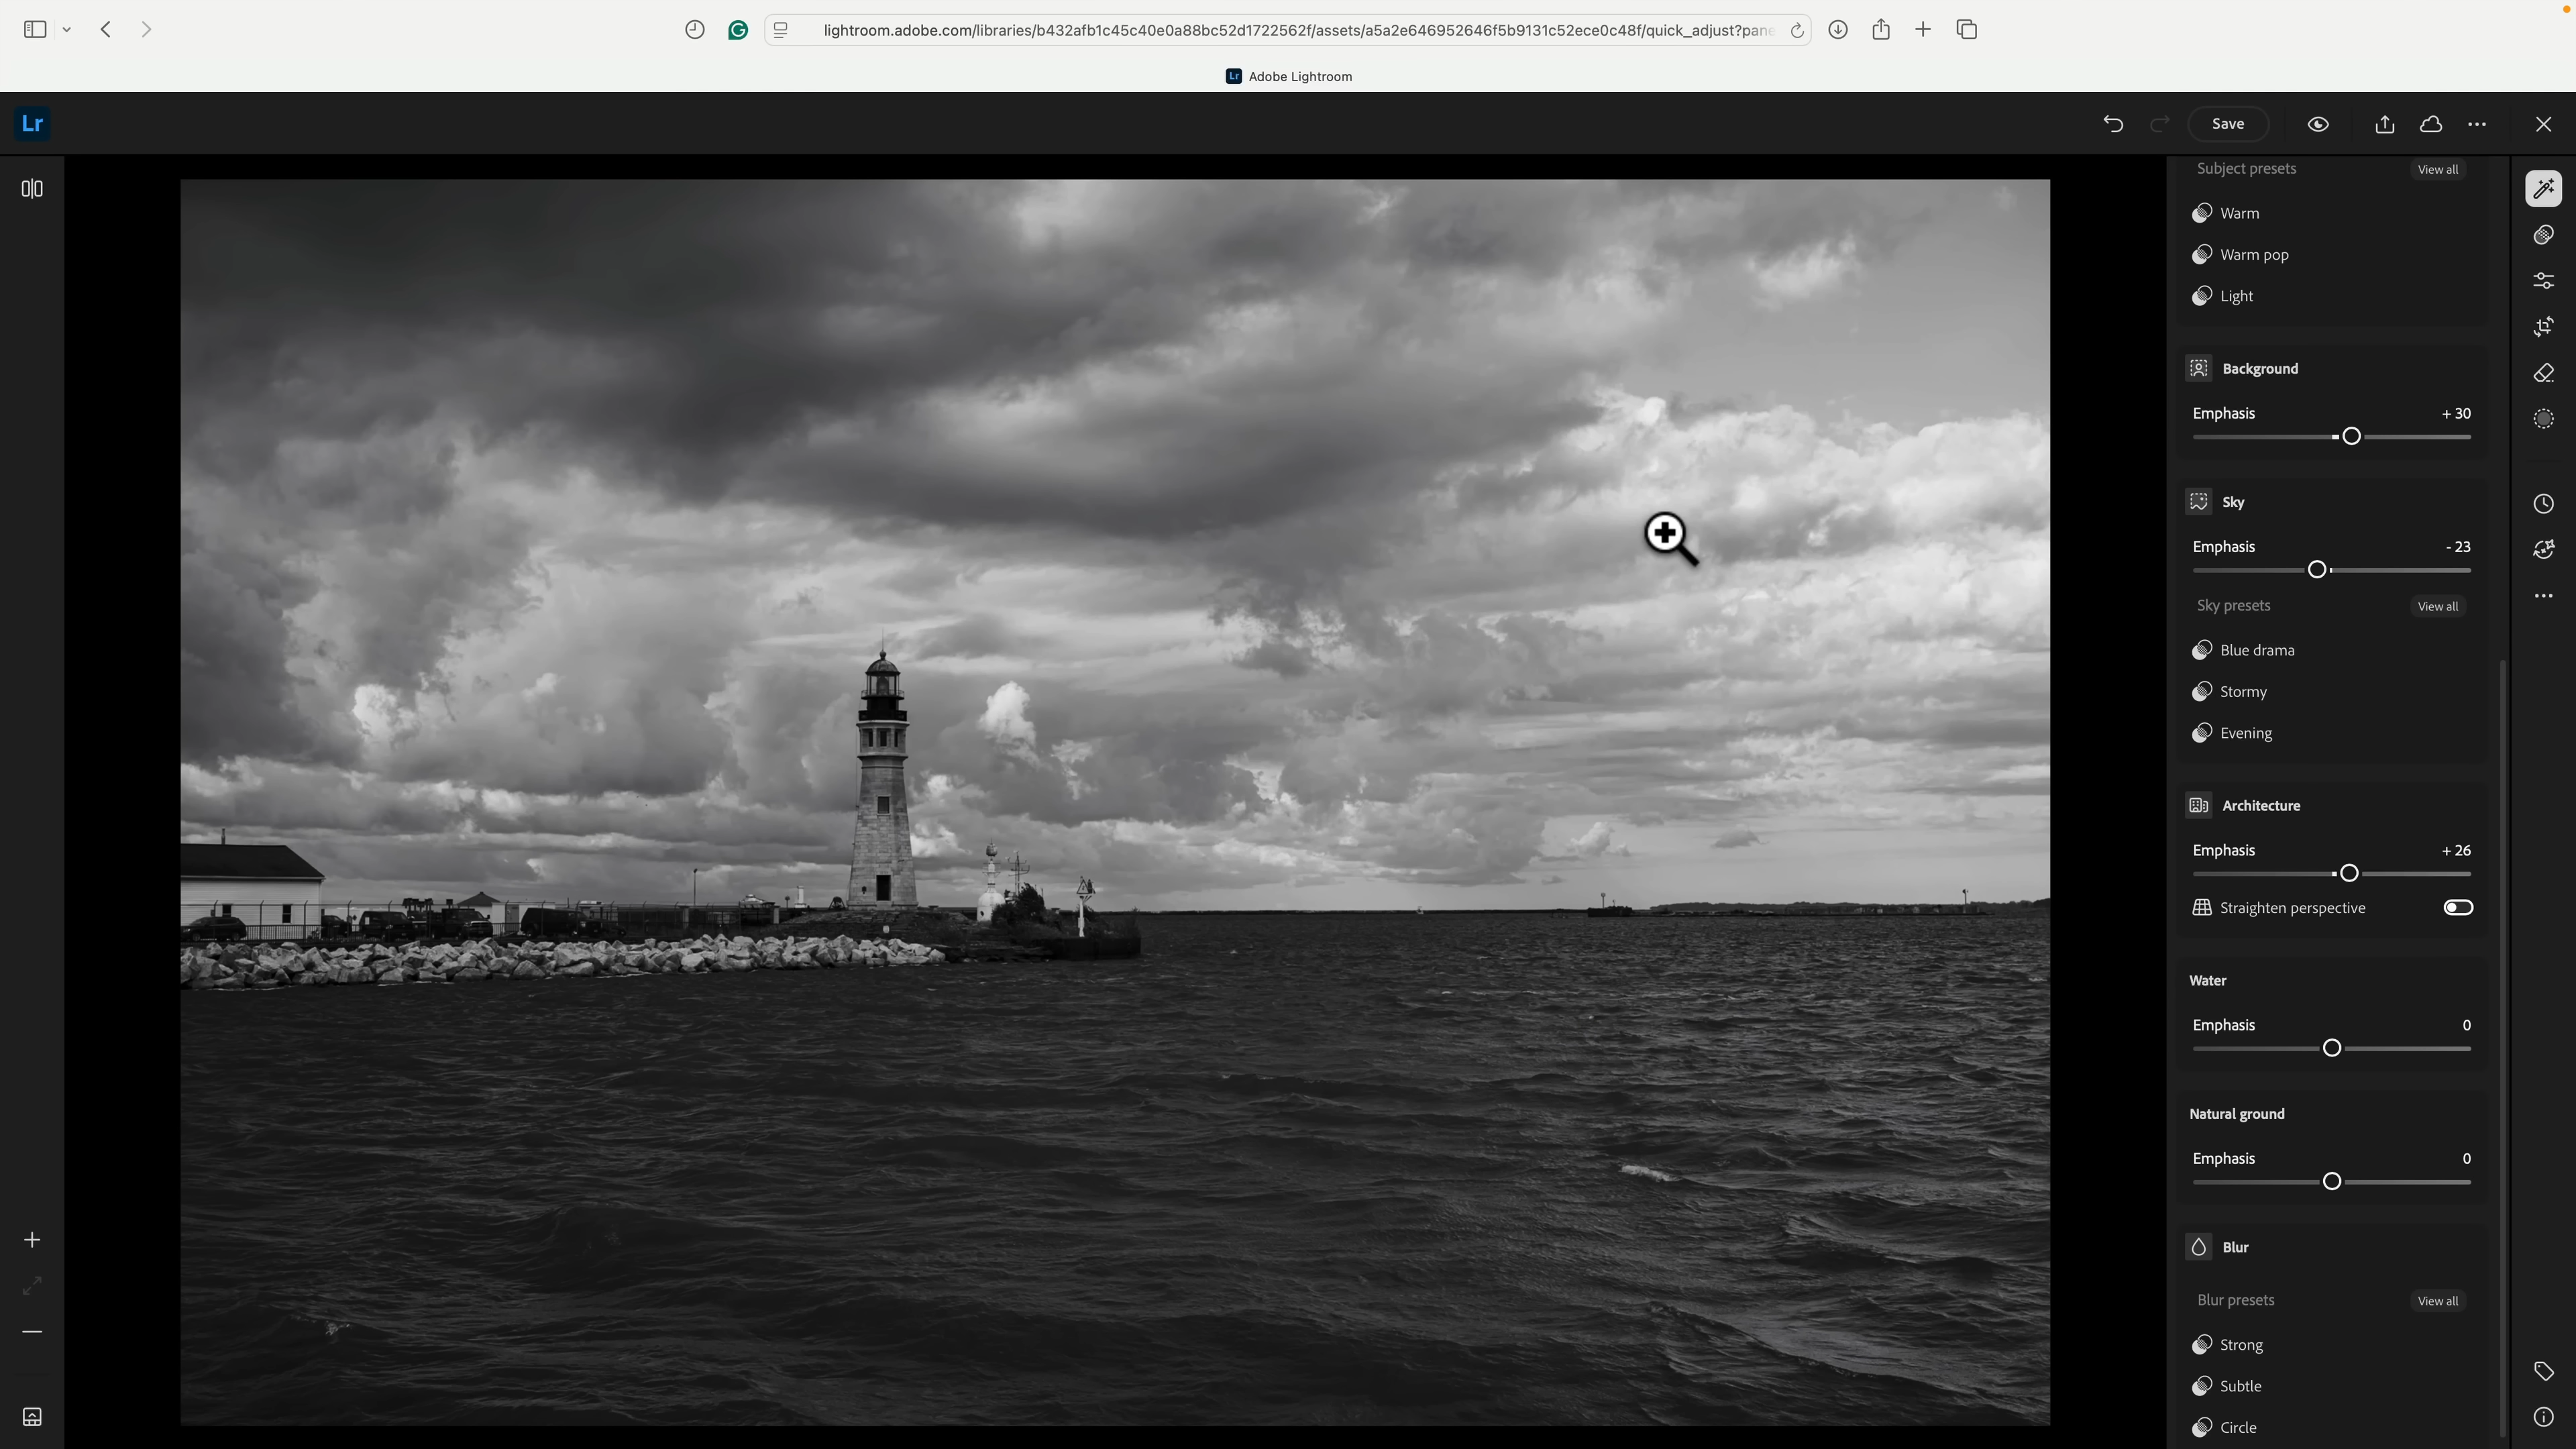 lightroom.adobe.com/libraries/b432afb1c45c40e0a88bc52d1722562f/assets/a5a2e646952646f5b9131c52ece0c48f/quick_adjust?pane
Lr Adobe Lightroom
Lr
Save
Subject presets View all
Warm
Warm pop
Light
Background
Emphasis + 30
Sky
Emphasis - 23
Sky presets View all
Blue drama
Stormy
Evening
Architecture
Emphasis + 26
Straighten perspective
Water
Emphasis 0
Natural ground
Emphasis 0
Blur
Blur presets View all
Strong
Subtle
Circle